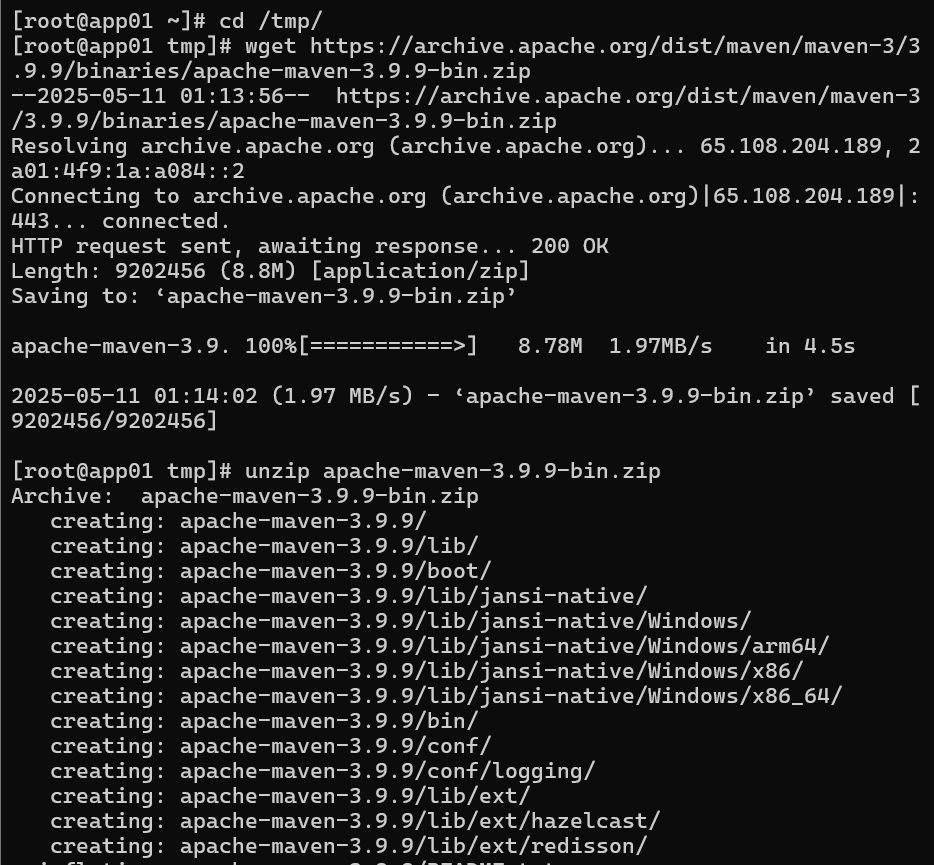 [root@app01 ~]# cd /tmp/
[root@app01 tmp]# wget https://archive.apache.org/dist/maven/maven-3/3
.9.9/binaries/apache-maven-3.9.9-bin.zip
--2025-05-11 01:13:56--  https://archive.apache.org/dist/maven/maven-3
/3.9.9/binaries/apache-maven-3.9.9-bin.zip
Resolving archive.apache.org (archive.apache.org)... 65.108.204.189, 2
a01:4f9:1a:a084::2
Connecting to archive.apache.org (archive.apache.org)|65.108.204.189|:
443... connected.
HTTP request sent, awaiting response... 200 OK
Length: 9202456 (8.8M) [application/zip]
Saving to: ‘apache-maven-3.9.9-bin.zip’
apache-maven-3.9. 100%[===========>]   8.78M  1.97MB/s    in 4.5s
2025-05-11 01:14:02 (1.97 MB/s) - ‘apache-maven-3.9.9-bin.zip’ saved [
9202456/9202456]
[root@app01 tmp]# unzip apache-maven-3.9.9-bin.zip
Archive:  apache-maven-3.9.9-bin.zip
   creating: apache-maven-3.9.9/
   creating: apache-maven-3.9.9/lib/
   creating: apache-maven-3.9.9/boot/
   creating: apache-maven-3.9.9/lib/jansi-native/
   creating: apache-maven-3.9.9/lib/jansi-native/Windows/
   creating: apache-maven-3.9.9/lib/jansi-native/Windows/arm64/
   creating: apache-maven-3.9.9/lib/jansi-native/Windows/x86/
   creating: apache-maven-3.9.9/lib/jansi-native/Windows/x86_64/
   creating: apache-maven-3.9.9/bin/
   creating: apache-maven-3.9.9/conf/
   creating: apache-maven-3.9.9/conf/logging/
   creating: apache-maven-3.9.9/lib/ext/
   creating: apache-maven-3.9.9/lib/ext/hazelcast/
   creating: apache-maven-3.9.9/lib/ext/redisson/